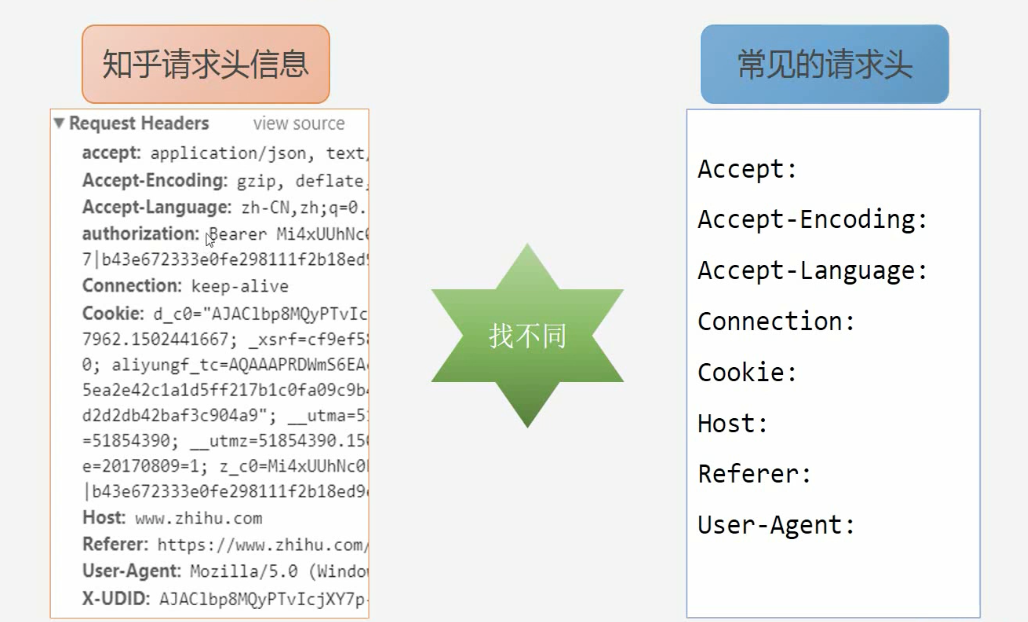 知乎请求头信息
Request Headers view source
accept: application/json, text,
Accept-Encoding: gzip, deflate,
Accept-Language: zh-CN,zh;q=0.
authorization: Bearer Mi4xUUhNc0
7|b43e672333e0fe298111f2b18ed9
Connection: keep-alive
Cookie: d_c0="AJAClbp8MQyPTvIc
7962.1502441667; _xsrf=cf9ef58
0; aliyungf_tc=AQAAAPRDWmS6EA
5ea2e42c1a1d5ff217b1c0fa09c9b4
d2d2db42baf3c904a9"; __utma=51
=51854390; __utmz=51854390.150
e=20170809=1; z_c0=Mi4xUUhNc0
|b43e672333e0fe298111f2b18ed9
Host: www.zhihu.com
Referer: https://www.zhihu.com/
User-Agent: Mozilla/5.0 (Window
X-UDID: AJAClbp8MQyPTvIcjXY7p
找不同
常见的请求头
Accept:
Accept-Encoding:
Accept-Language:
Connection:
Cookie:
Host:
Referer:
User-Agent: